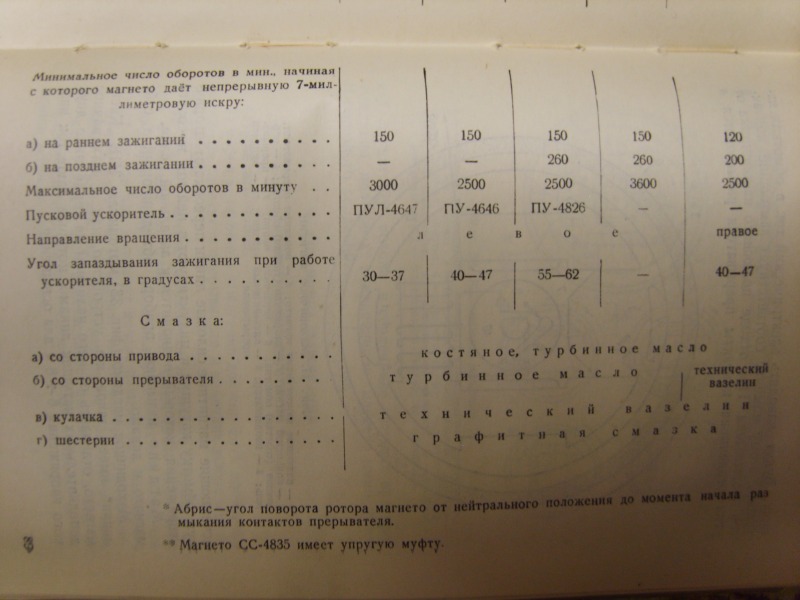 Минимальное число оборотов в мин., начиная
с которого магнето даёт непрерывную 7-мил-
лиметровую искру:
а) на раннем зажигании . . . . . . . . . . 150 150 150 150 120
б) на позднем зажигании . . . . . . . . . . — — 260 260 200
Максимальное число оборотов в минуту . . 3000 2500 2500 3600 2500
Пусковой ускоритель . . . . . . . . . . . . ПУЛ-4647 ПУ-4646 ПУ-4826 — —
Направление вращения . . . . . . . . . . . левое правое
Угол запаздывания зажигания при работе
ускорителя, в градусах . . . . . . . . . . 30—37 40—47 55—62 — 40—47
Смазка:
а) со стороны привода . . . . . . . . . . . костяное, турбинное масло
б) со стороны прерывателя . . . . . . . . турбинное масло технический
вазелин
в) кулачка . . . . . . . . . . . . . . . . . технический вазелин
г) шестерни . . . . . . . . . . . . . . . . графитная смазка
* Абрис—угол поворота ротора магнето от нейтрального положения до момента начала раз
мыкания контактов прерывателя.
** Магнето СС-4835 имеет упругую муфту.